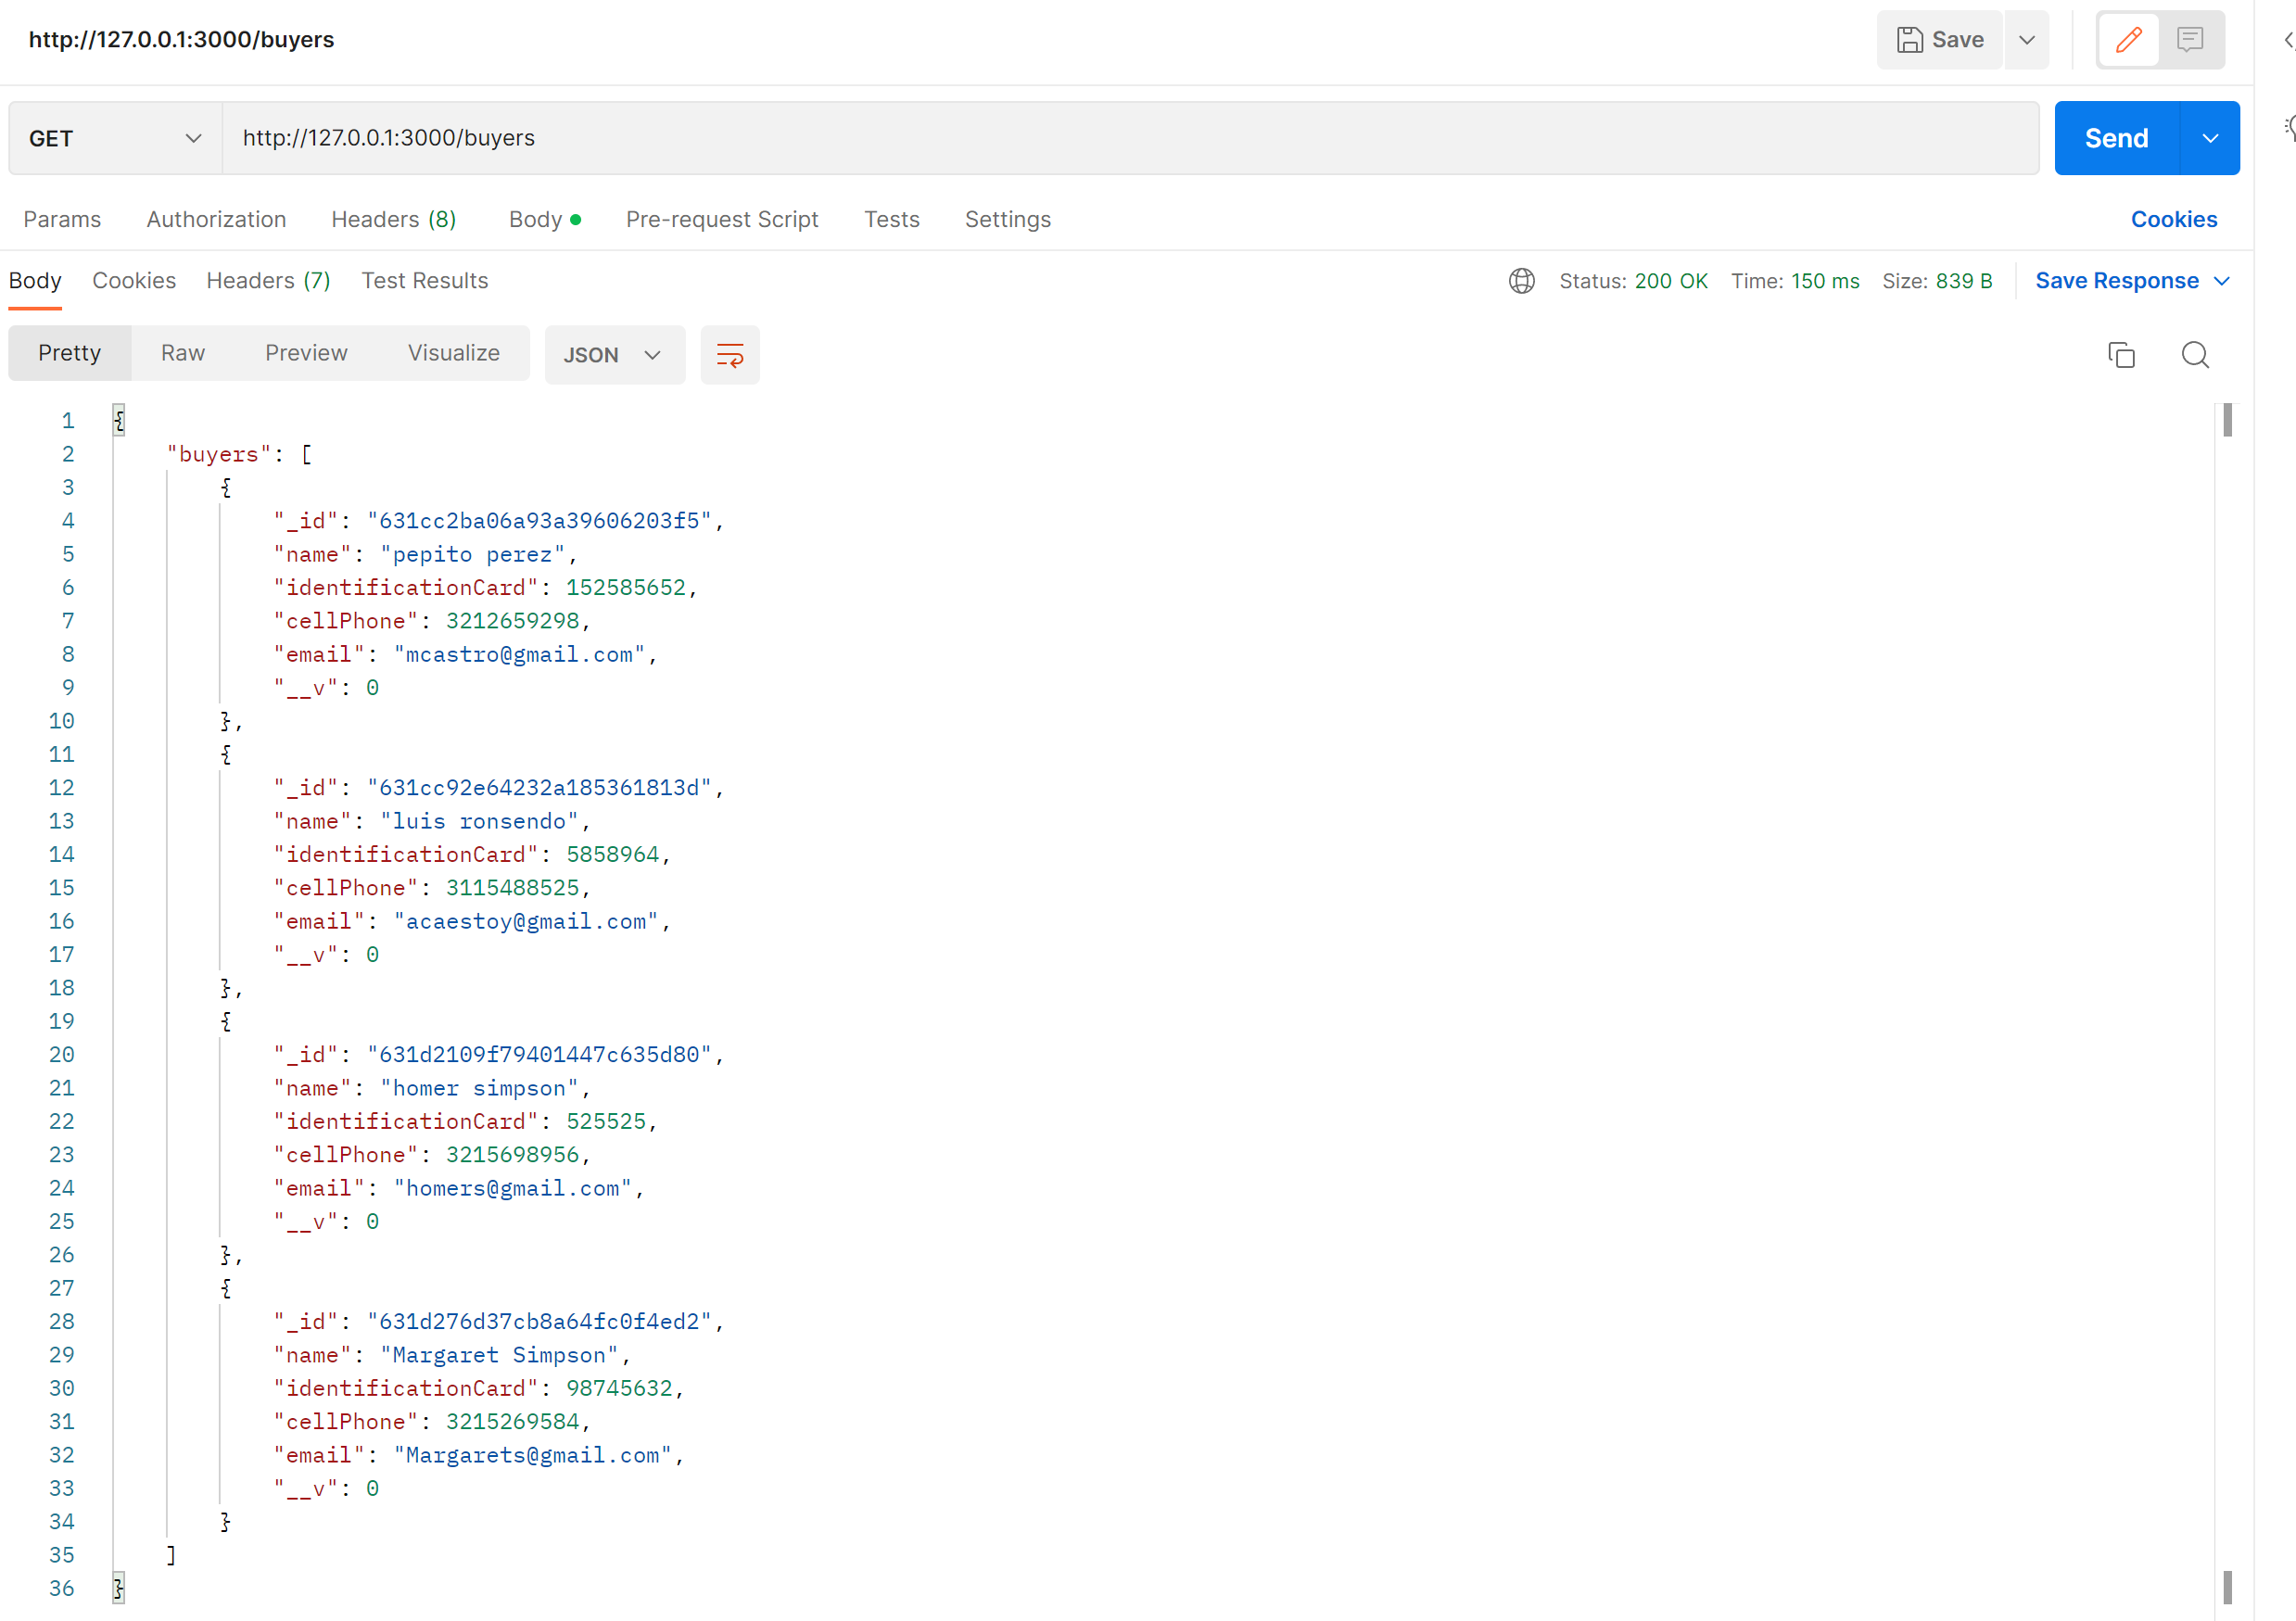 http://127.0.0.1:3000/buyers
Save
GET
http://127.0.0.1:3000/buyers
Send
Params Authorization Headers (8) Body Pre-request Script Tests Settings Cookies
Body Cookies Headers (7) Test Results Status: 200 OK Time: 150 ms Size: 839 B Save Response
Pretty Raw Preview Visualize JSON
1 {
2 "buyers": [
3 {
4 "_id": "631cc2ba06a93a39606203f5",
5 "name": "pepito perez",
6 "identificationCard": 152585652,
7 "cellPhone": 3212659298,
8 "email": "mcastro@gmail.com",
9 "__v": 0
10 },
11 {
12 "_id": "631cc92e64232a185361813d",
13 "name": "luis ronsendo",
14 "identificationCard": 5858964,
15 "cellPhone": 3115488525,
16 "email": "acaestoy@gmail.com",
17 "__v": 0
18 },
19 {
20 "_id": "631d2109f79401447c635d80",
21 "name": "homer simpson",
22 "identificationCard": 525525,
23 "cellPhone": 3215698956,
24 "email": "homers@gmail.com",
25 "__v": 0
26 },
27 {
28 "_id": "631d276d37cb8a64fc0f4ed2",
29 "name": "Margaret Simpson",
30 "identificationCard": 98745632,
31 "cellPhone": 3215269584,
32 "email": "Margarets@gmail.com",
33 "__v": 0
34 }
35 ]
36 }